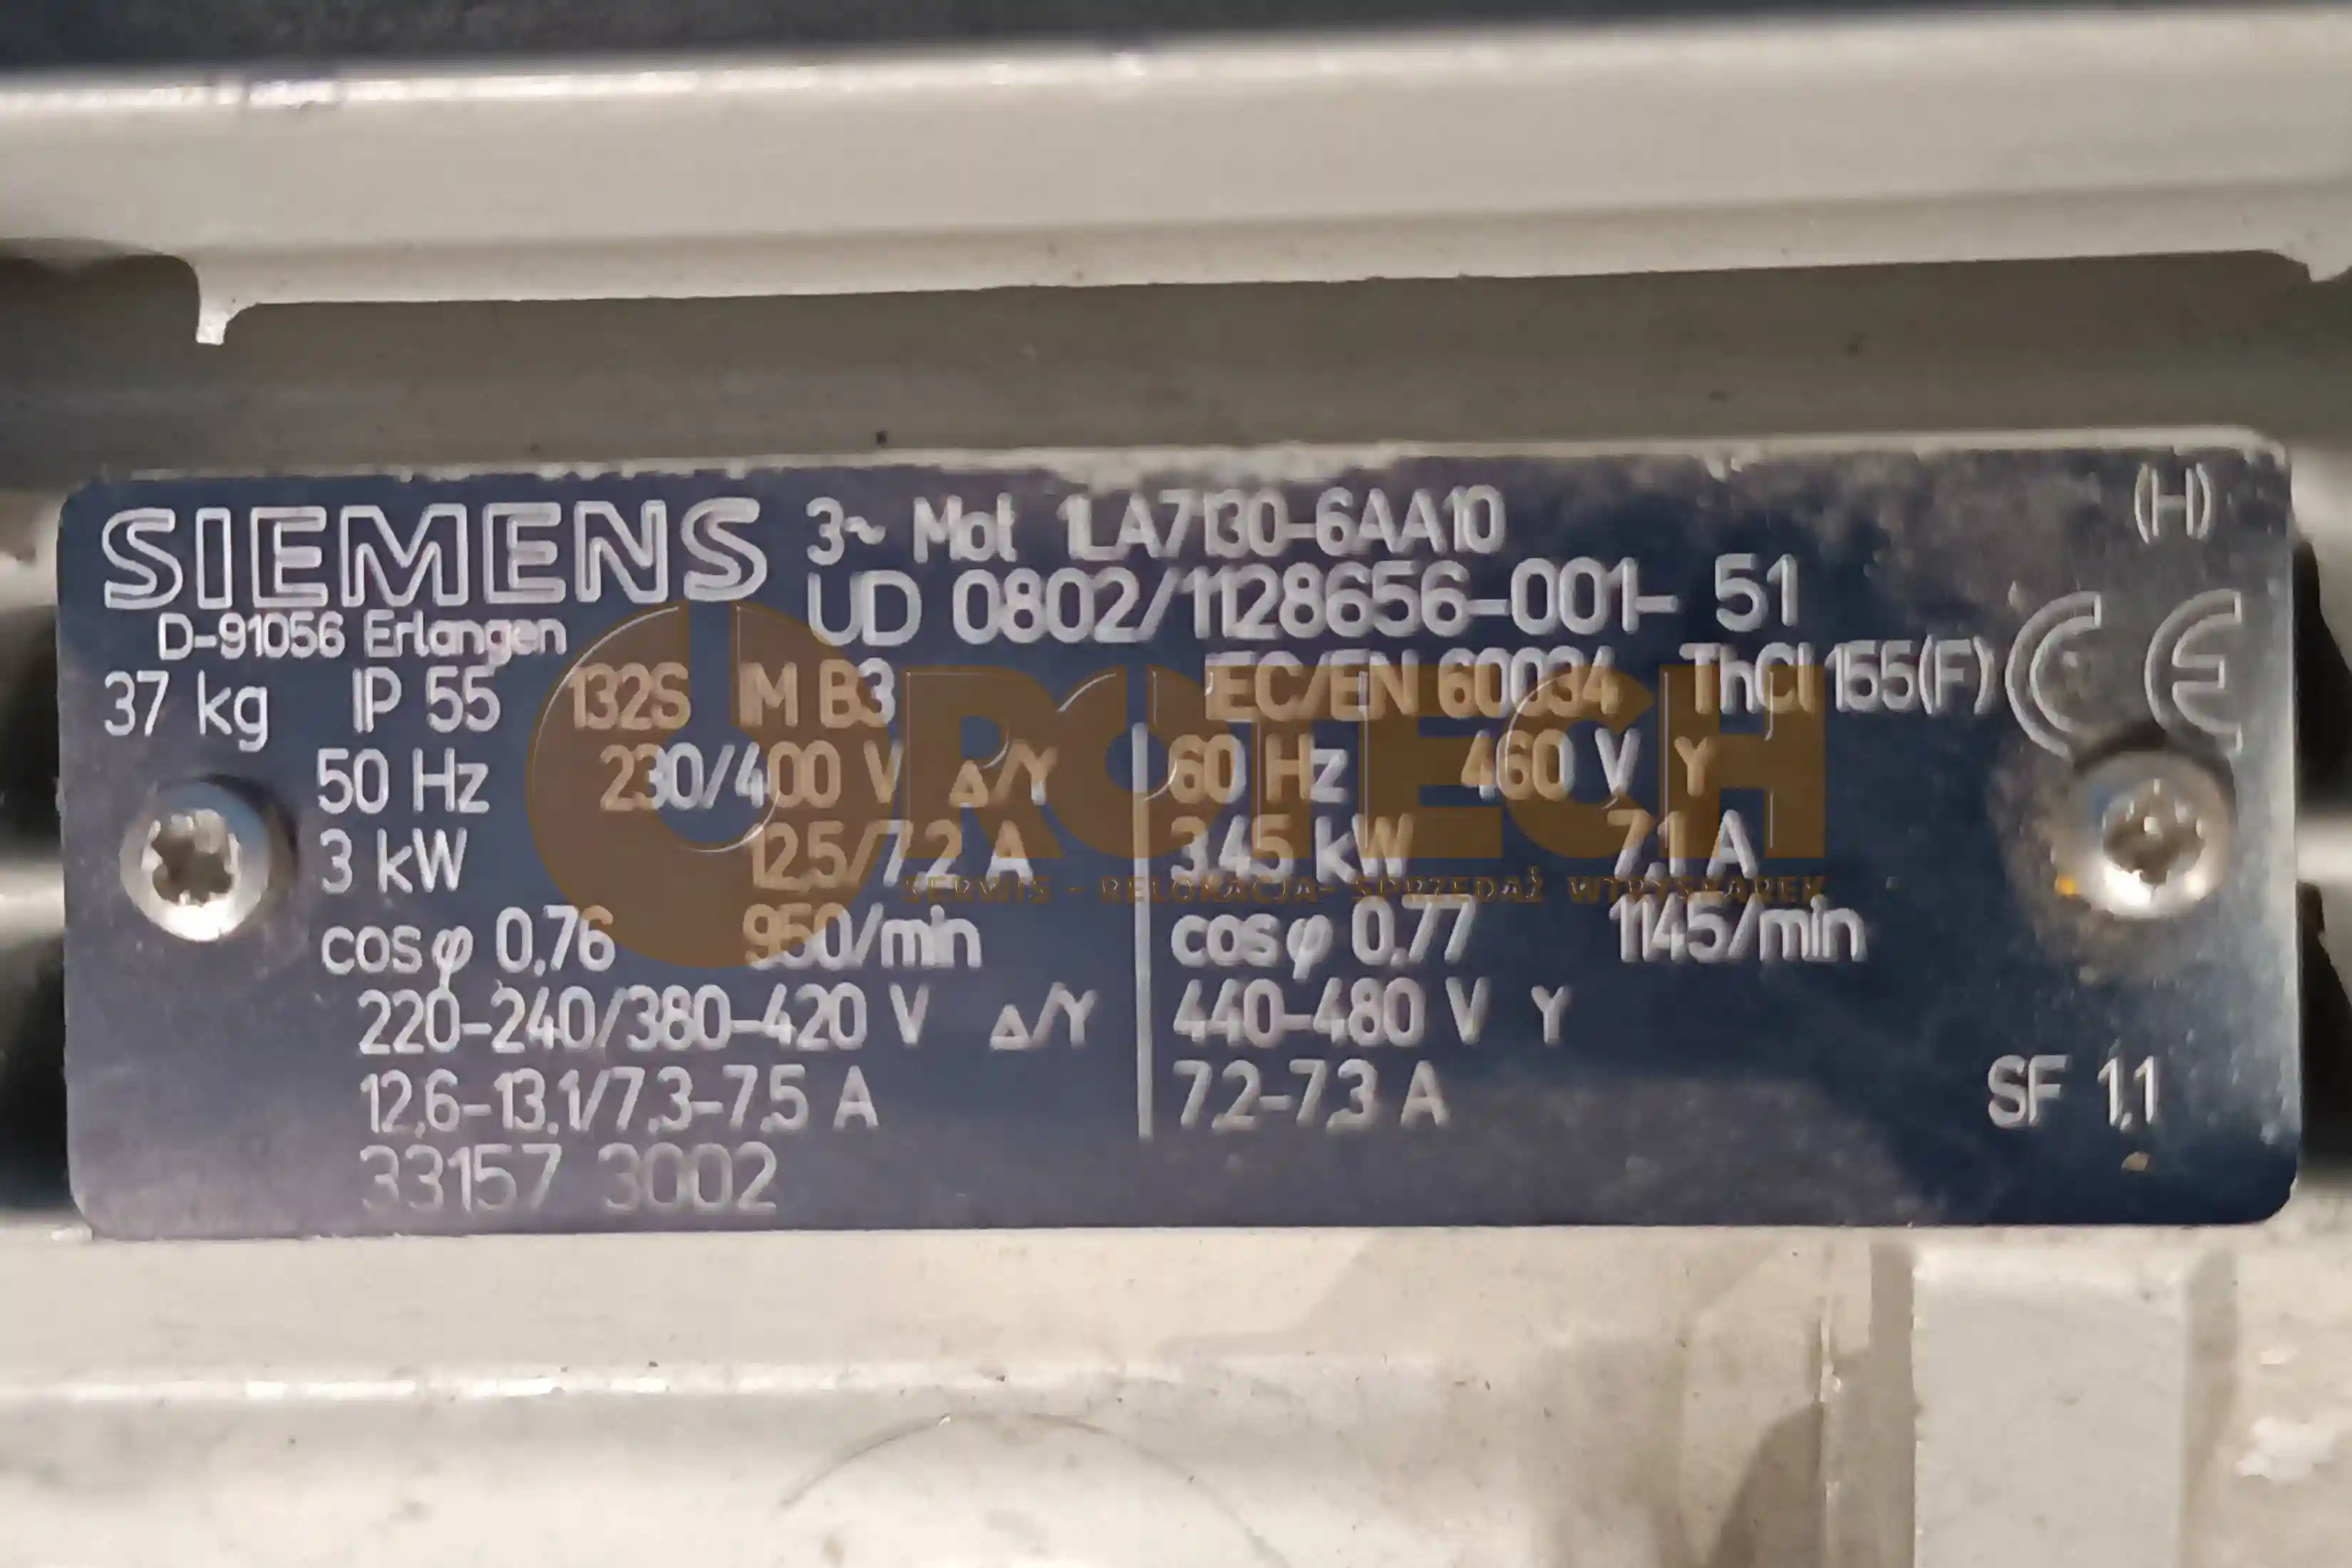 SIEMENS
D-91056 Erlangen
3~ Mot 1LA7130-6AA10
(H)
UD 0802/1128656-001- 51
37 kg IP 55 132S IM B3 IEC/EN 60034 ThCl 155(F) CE
50 Hz 230/400 V Δ/Y 60 Hz 460 V Y
3 kW 12,5/7,2 A 3,45 kW 7,1 A
cosφ 0,76 950/min cosφ 0,77 1145/min
220-240/380-420 V Δ/Y 440-480 V Y
12,6-13,1/7,3-7,5 A 7,2-7,3 A SF 1,1
33157 3002
ROTECH
SERWIS - RELOKACJA- SPRZEDAŻ WTRYSKAREK